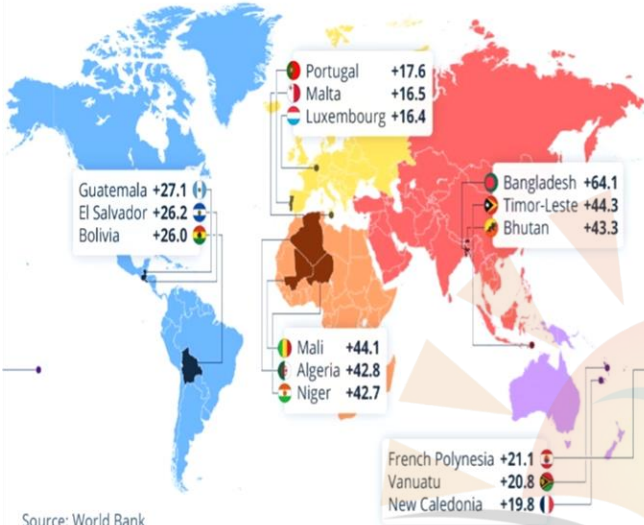 Portugal +17.6
Malta +16.5
Luxembourg +16.4
Guatemala +27.1
El Salvador +26.2
Bolivia +26.0
Bangladesh +64.1
Timor-Leste +44.3
Bhutan +43.3
Mali +44.1
Algeria +42.8
Niger +42.7
French Polynesia +21.1
Vanuatu +20.8
New Caledonia +19.8
Source: World Bank